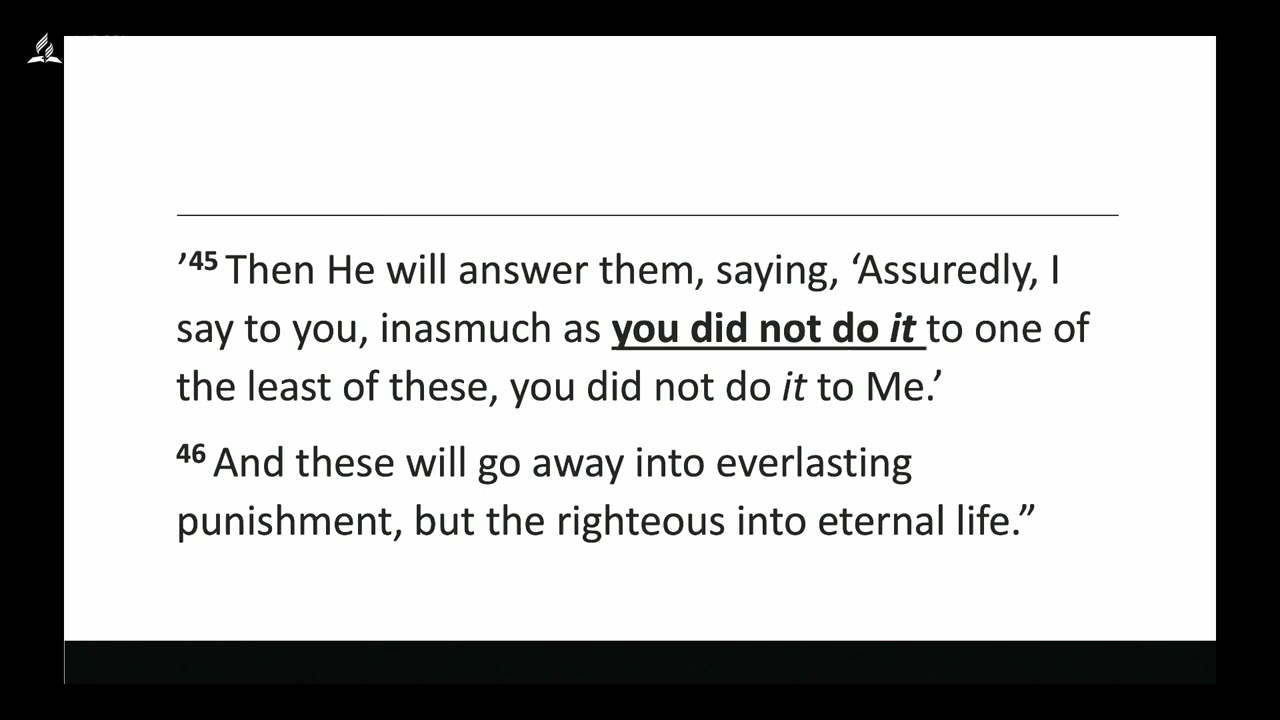 ’45 Then He will answer them, saying, ‘Assuredly, I
say to you, inasmuch as you did not do it to one of
the least of these, you did not do it to Me.’
46 And these will go away into everlasting
punishment, but the righteous into eternal life.”